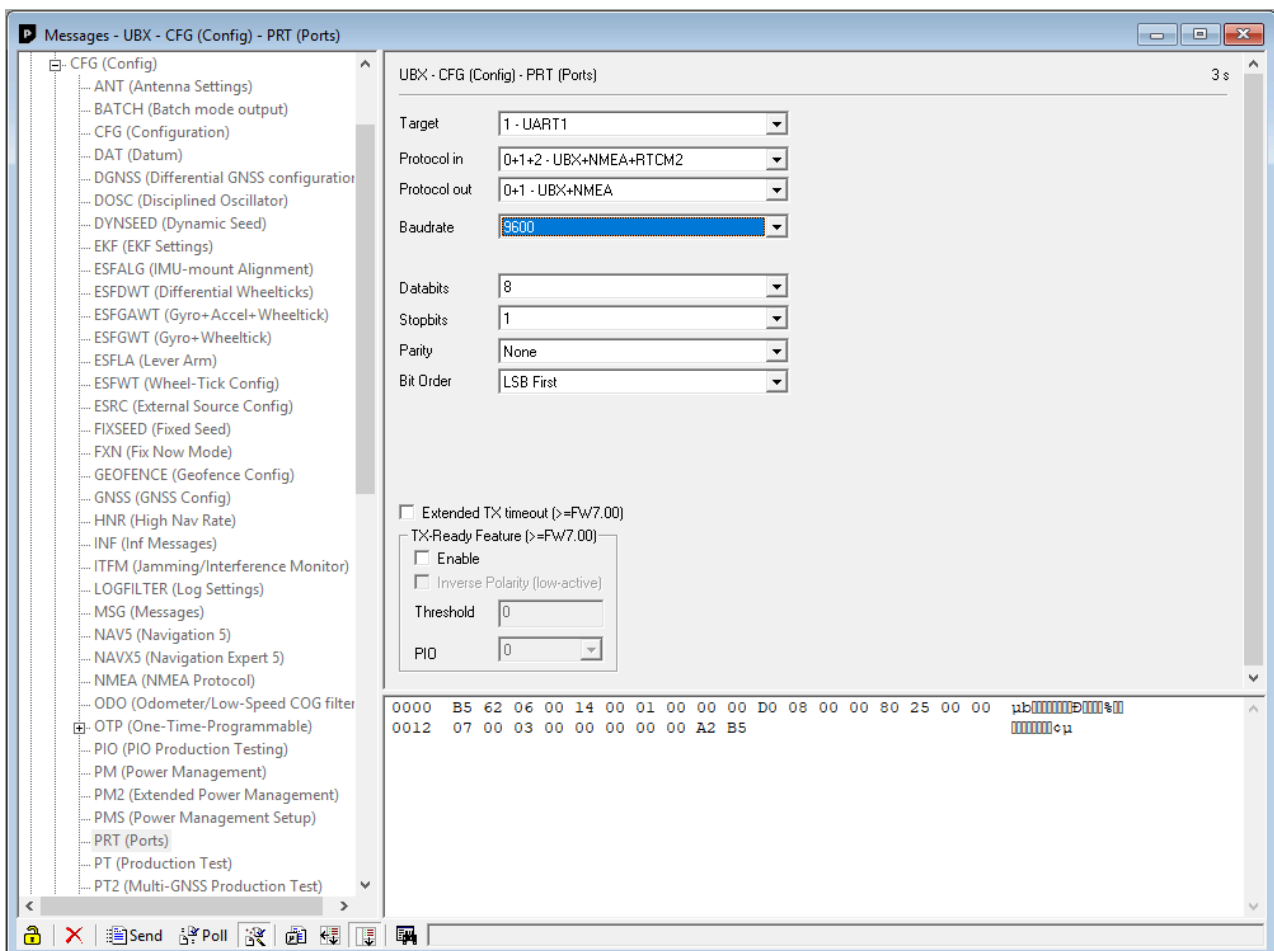 Messages - UBX - CFG (Config) - PRT (Ports)
CFG (Config)
ANT (Antenna Settings)
BATCH (Batch mode output)
CFG (Configuration)
DAT (Datum)
DGNSS (Differential GNSS configuration
DOSC (Disciplined Oscillator)
DYNSEED (Dynamic Seed)
EKF (EKF Settings)
ESFALG (IMU-mount Alignment)
ESFDWT (Differential Wheelticks)
ESFGAWT (Gyro+Accel+Wheeltick)
ESFGWT (Gyro+Wheeltick)
ESFLA (Lever Arm)
ESFWT (Wheel-Tick Config)
ESRC (External Source Config)
FIXSEED (Fixed Seed)
FXN (Fix Now Mode)
GEOFENCE (Geofence Config)
GNSS (GNSS Config)
HNR (High Nav Rate)
INF (Inf Messages)
ITFM (Jamming/Interference Monitor)
LOGFILTER (Log Settings)
MSG (Messages)
NAV5 (Navigation 5)
NAVX5 (Navigation Expert 5)
NMEA (NMEA Protocol)
ODO (Odometer/Low-Speed COG filter
OTP (One-Time-Programmable)
PIO (PIO Production Testing)
PM (Power Management)
PM2 (Extended Power Management)
PMS (Power Management Setup)
PRT (Ports)
PT (Production Test)
PT2 (Multi-GNSS Production Test)
UBX - CFG (Config) - PRT (Ports) 3 s
Target 1 - UART1
Protocol in 0+1+2 - UBX+NMEA+RTCM2
Protocol out 0+1 - UBX+NMEA
Baudrate 9600
Databits 8
Stopbits 1
Parity None
Bit Order LSB First
Extended TX timeout (>=FW7.00)
TX-Ready Feature (>=FW7.00)
Enable
Inverse Polarity (low-active)
Threshold 0
PIO 0
0000 B5 62 06 00 14 00 01 00 00 00 D0 08 00 00 80 25 00 00 µb▯▯▯▯▯▯▯▯Ð▯▯▯▯%▯▯
0012 07 00 03 00 00 00 00 00 A2 B5 ▯▯▯▯▯▯▯▯¢µ
Send Poll